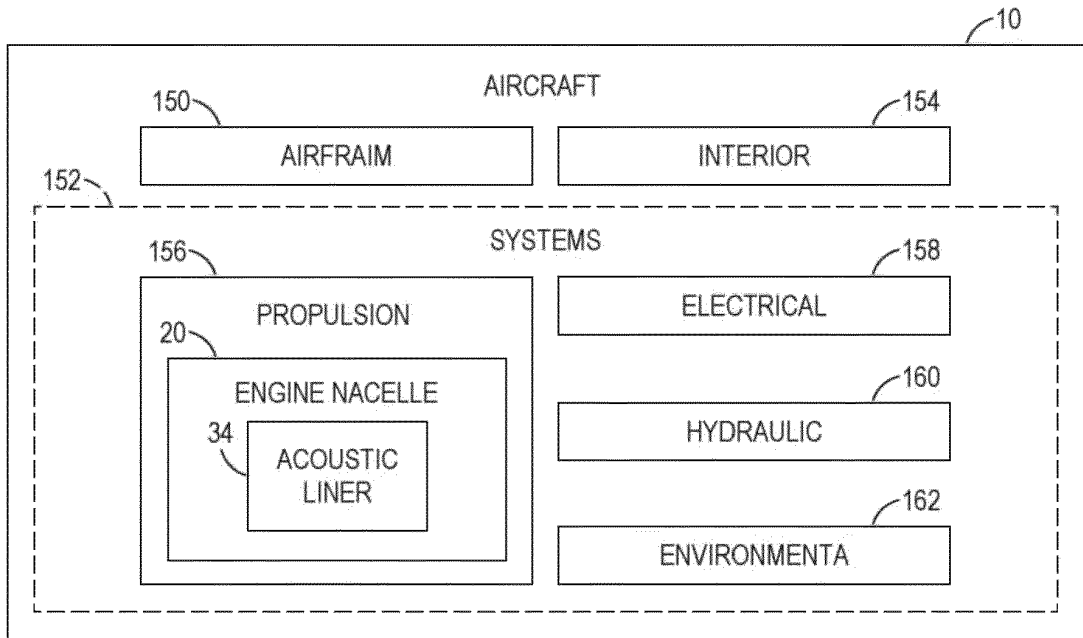 10
AIRCRAFT
150
154
AIRFRAIM
INTERIOR
152
SYSTEMS
156
158
PROPULSION
ELECTRICAL
20
ENGINE NACELLE
160
34
ACOUSTIC
LINER
HYDRAULIC
162
ENVIRONMENTA